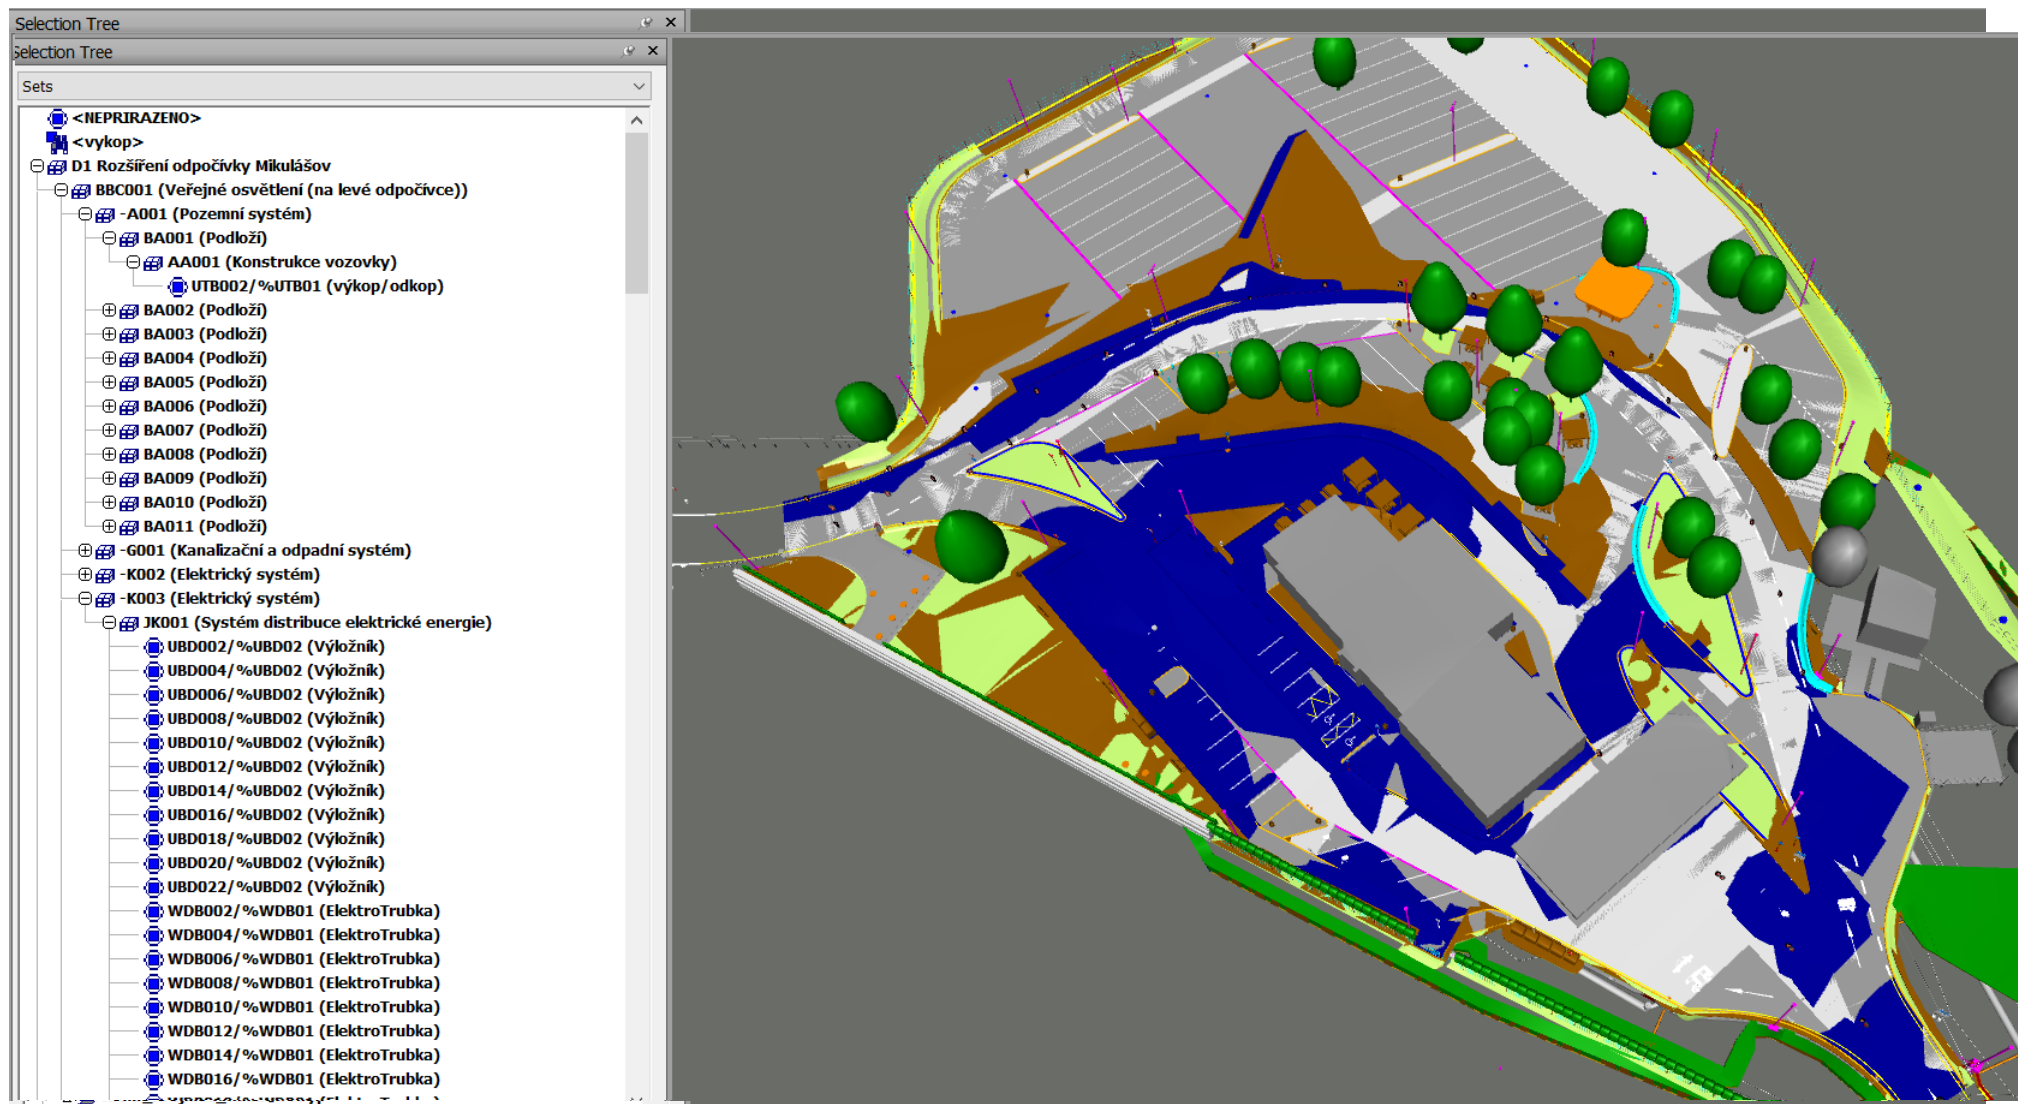 Selection Tree
Selection Tree
Sets
<NEPRIRAZENO>
<vykop>
D1 Rozšíření odpočívky Mikulášov
BBC001 (Veřejné osvětlení (na levé odpočívce))
-A001 (Pozemní systém)
BA001 (Podloží)
AA001 (Konstrukce vozovky)
UTB002/%UTB01 (výkop/odkop)
BA002 (Podloží)
BA003 (Podloží)
BA004 (Podloží)
BA005 (Podloží)
BA006 (Podloží)
BA007 (Podloží)
BA008 (Podloží)
BA009 (Podloží)
BA010 (Podloží)
BA011 (Podloží)
-G001 (Kanalizační a odpadní systém)
-K002 (Elektrický systém)
-K003 (Elektrický systém)
JK001 (Systém distribuce elektrické energie)
UBD002/%UBD02 (Výložník)
UBD004/%UBD02 (Výložník)
UBD006/%UBD02 (Výložník)
UBD008/%UBD02 (Výložník)
UBD010/%UBD02 (Výložník)
UBD012/%UBD02 (Výložník)
UBD014/%UBD02 (Výložník)
UBD016/%UBD02 (Výložník)
UBD018/%UBD02 (Výložník)
UBD020/%UBD02 (Výložník)
UBD022/%UBD02 (Výložník)
WDB002/%WDB01 (ElektroTrubka)
WDB004/%WDB01 (ElektroTrubka)
WDB006/%WDB01 (ElektroTrubka)
WDB008/%WDB01 (ElektroTrubka)
WDB010/%WDB01 (ElektroTrubka)
WDB012/%WDB01 (ElektroTrubka)
WDB014/%WDB01 (ElektroTrubka)
WDB016/%WDB01 (ElektroTrubka)